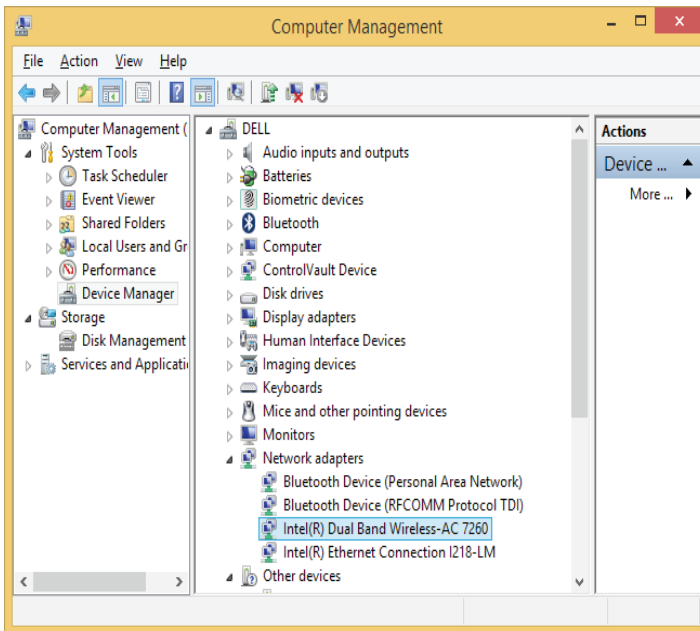 Computer Management
File Action View Help
Computer Management (
System Tools
Task Scheduler
Event Viewer
Shared Folders
Local Users and Gr
Performance
Device Manager
Storage
Disk Management
Services and Applicati
DELL
Audio inputs and outputs
Batteries
Biometric devices
Bluetooth
Computer
ControlVault Device
Disk drives
Display adapters
Human Interface Devices
Imaging devices
Keyboards
Mice and other pointing devices
Monitors
Network adapters
Bluetooth Device (Personal Area Network)
Bluetooth Device (RFCOMM Protocol TDI)
Intel(R) Dual Band Wireless-AC 7260
Intel(R) Ethernet Connection I218-LM
Other devices
Actions
Device ...
More ...